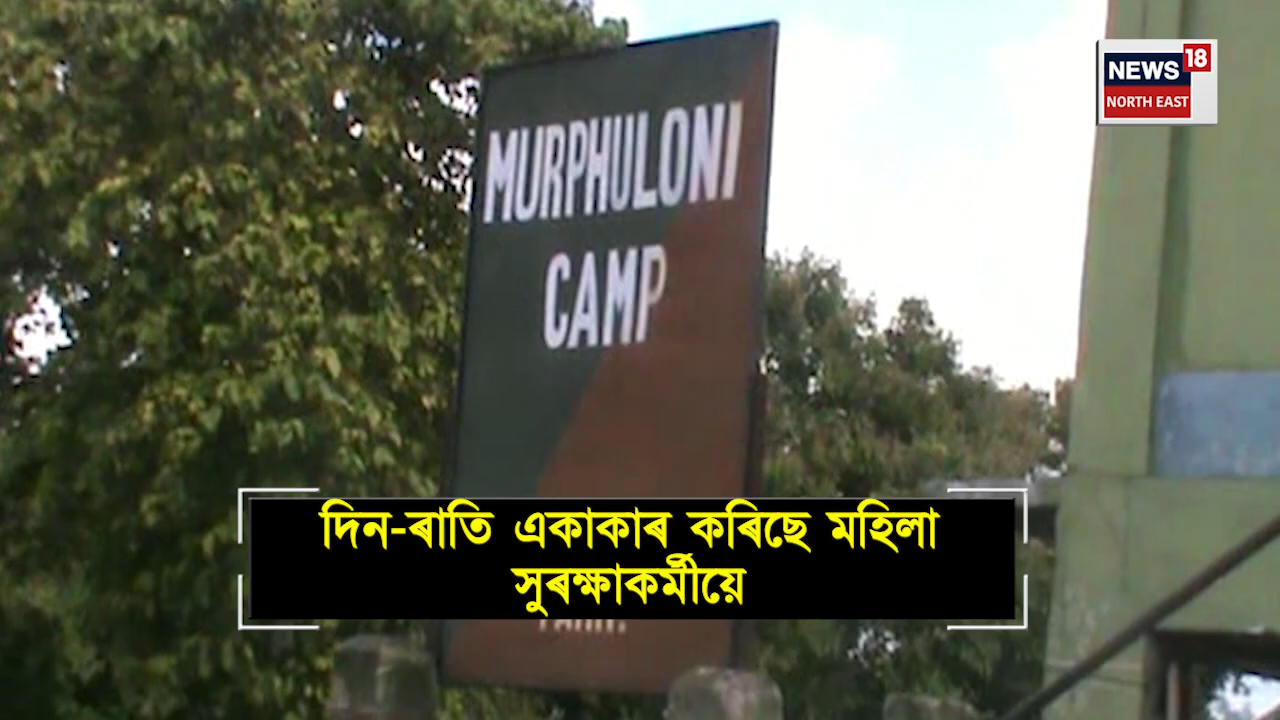 NEWS 18
NORTH EAST
MURPHULONI
CAMP
দিন-ৰাতি একাকাৰ কৰিছে মহিলা
সুৰক্ষাকৰ্মীয়ে